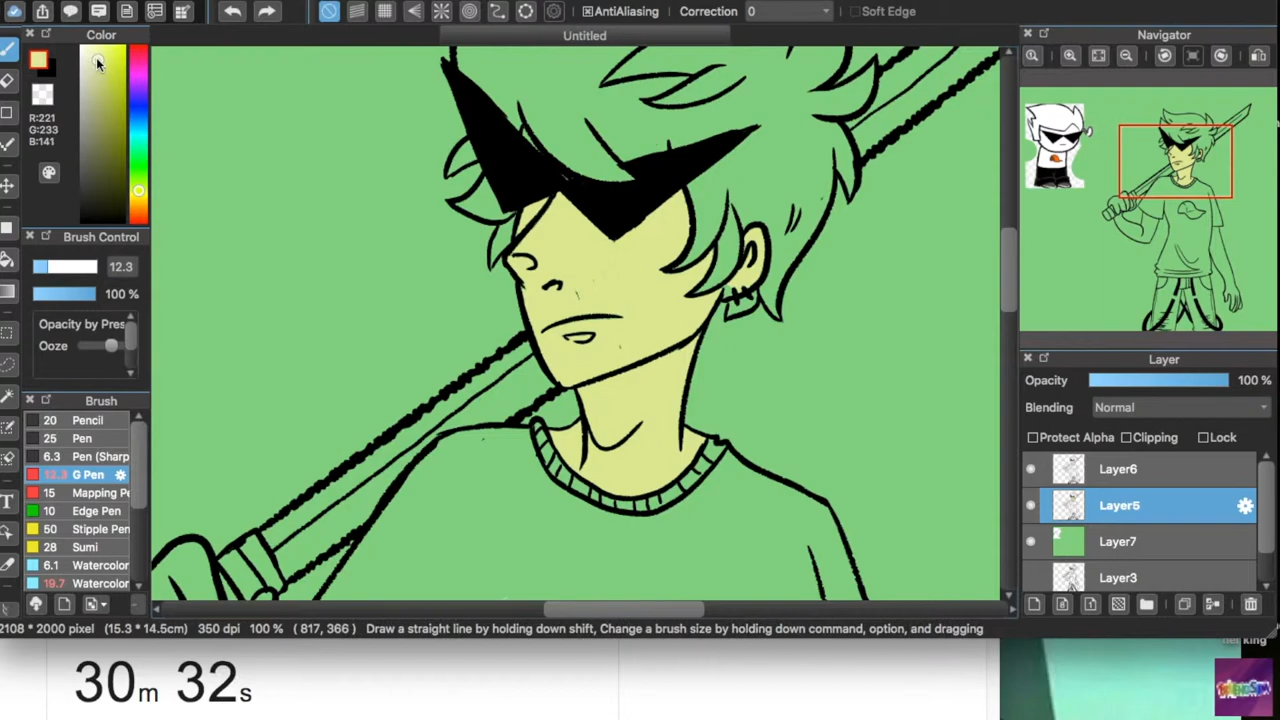 AntiAliasing
Correction
0
Soft Edge
Color
Untitled
Navigator
R:221
G:233
B:141
Brush Control
12.3
100 %
Opacity by Pres
Ooze
Brush
20 Pencil
25 Pen
6.3 Pen (Sharp
12.3 G Pen
15 Mapping Pe
10 Edge Pen
50 Stipple Pen
28 Sumi
6.1 Watercolor
19.7 Watercolor
Layer
Opacity 100 %
Blending Normal
Protect Alpha Clipping Lock
Layer6
Layer5
Layer7
Layer3
2108 * 2000 pixel (15.3 * 14.5cm) 350 dpi 100 % ( 817, 366 ) Draw a straight line by holding down shift, Change a brush size by holding down command, option, and dragging
king
30m 32s